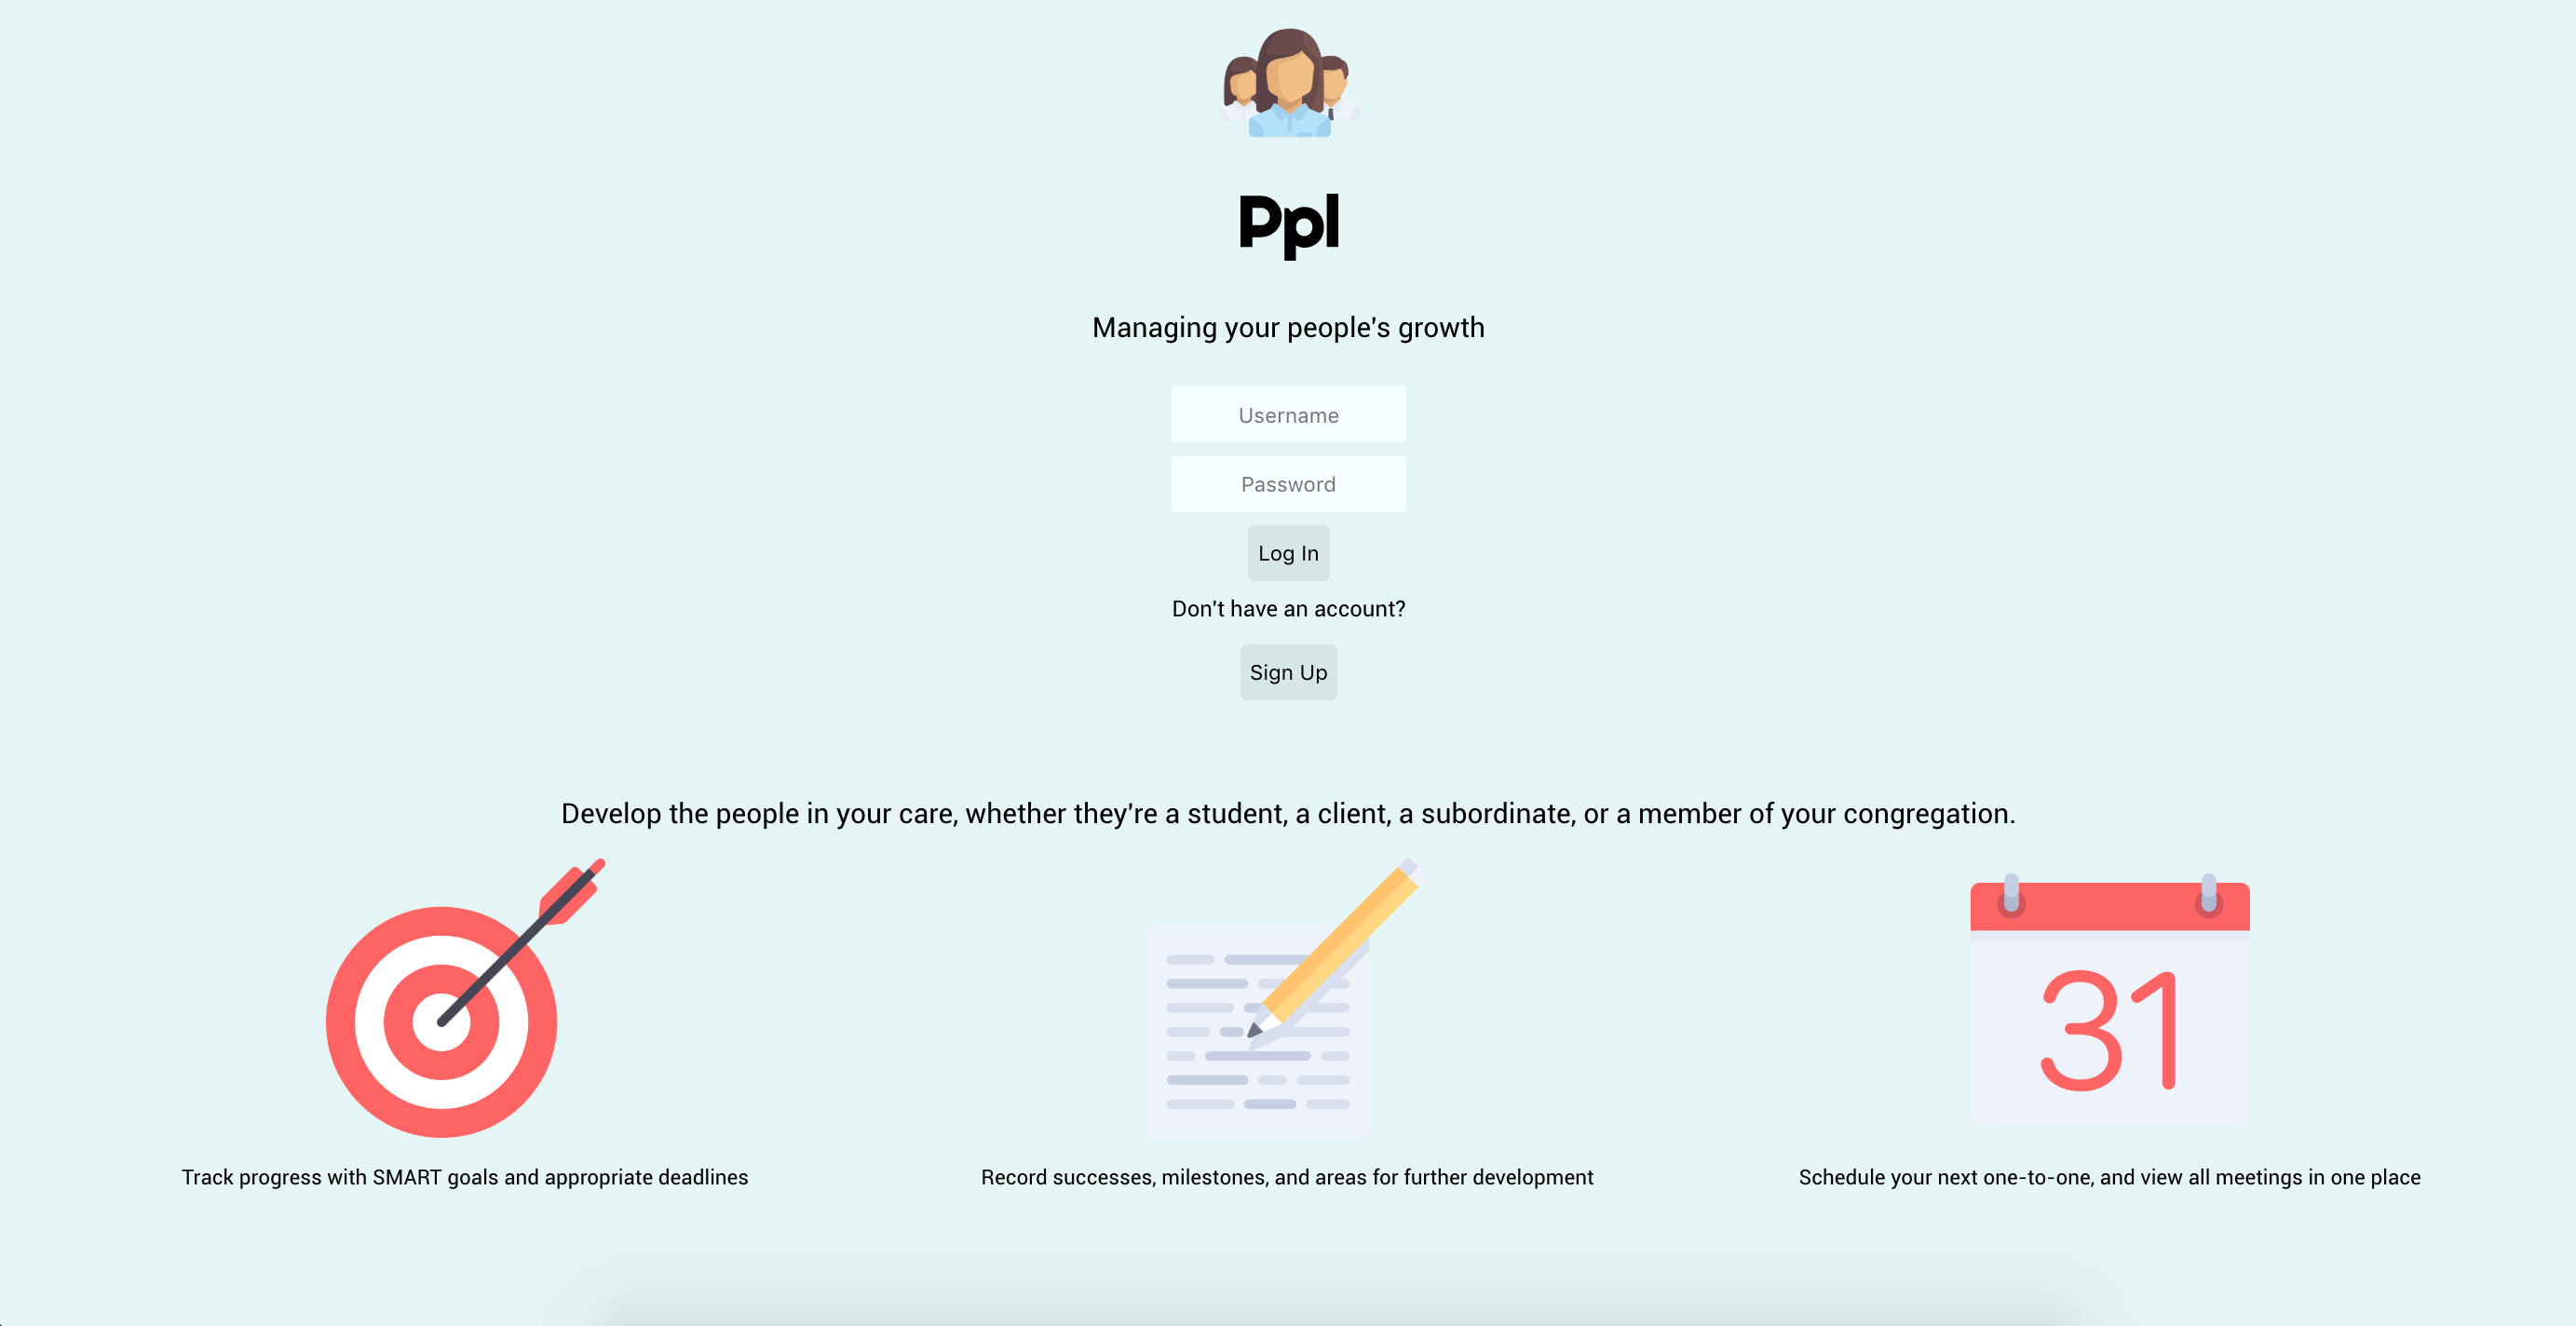 Ppl
Managing your people's growth
Username
Password
Log In
Don't have an account?
Sign Up
Develop the people in your care, whether they're a student, a client, a subordinate, or a member of your congregation.
31
Track progress with SMART goals and appropriate deadlines
Record successes, milestones, and areas for further development
Schedule your next one-to-one, and view all meetings in one place